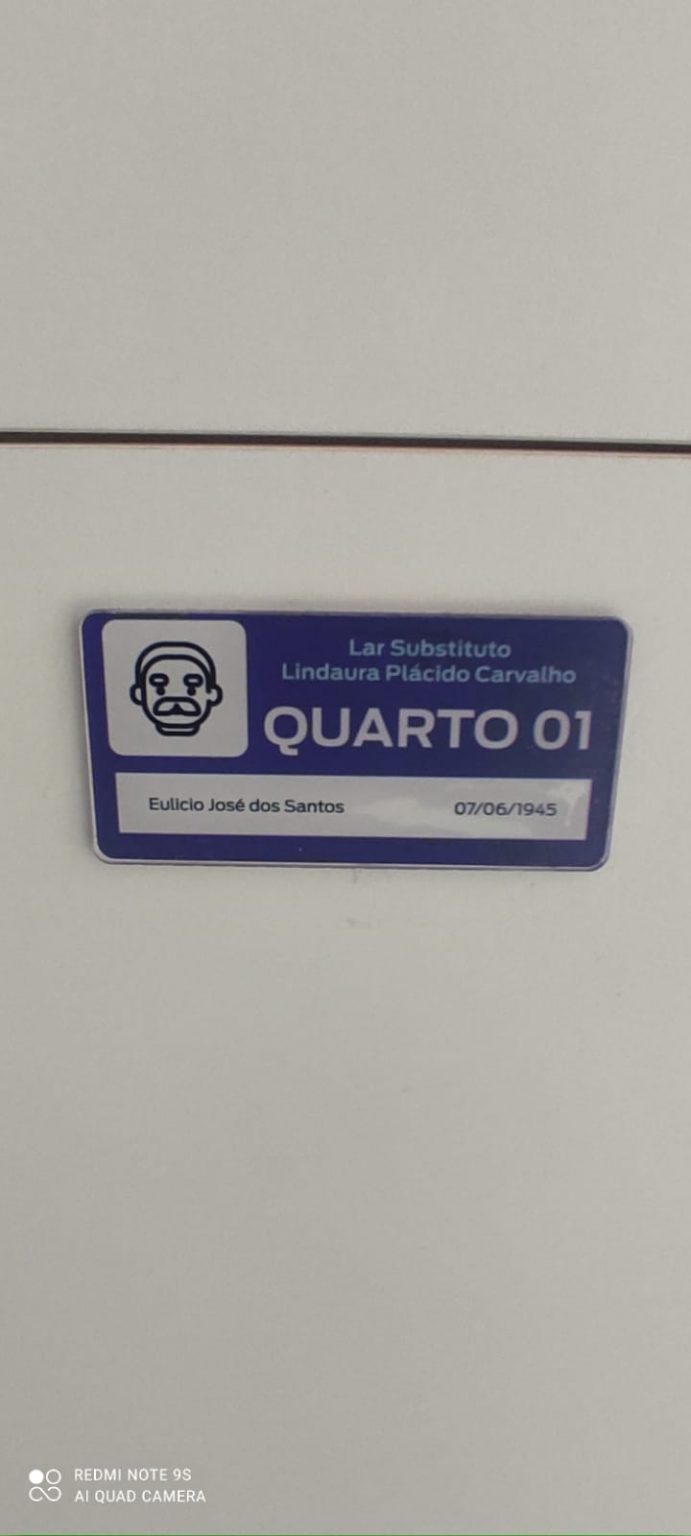 Lar Substituto
Lindaura Plácido Carvalho
QUARTO 01
Eulicio José dos Santos 07/06/1945
REDMI NOTE 9S
AI QUAD CAMERA